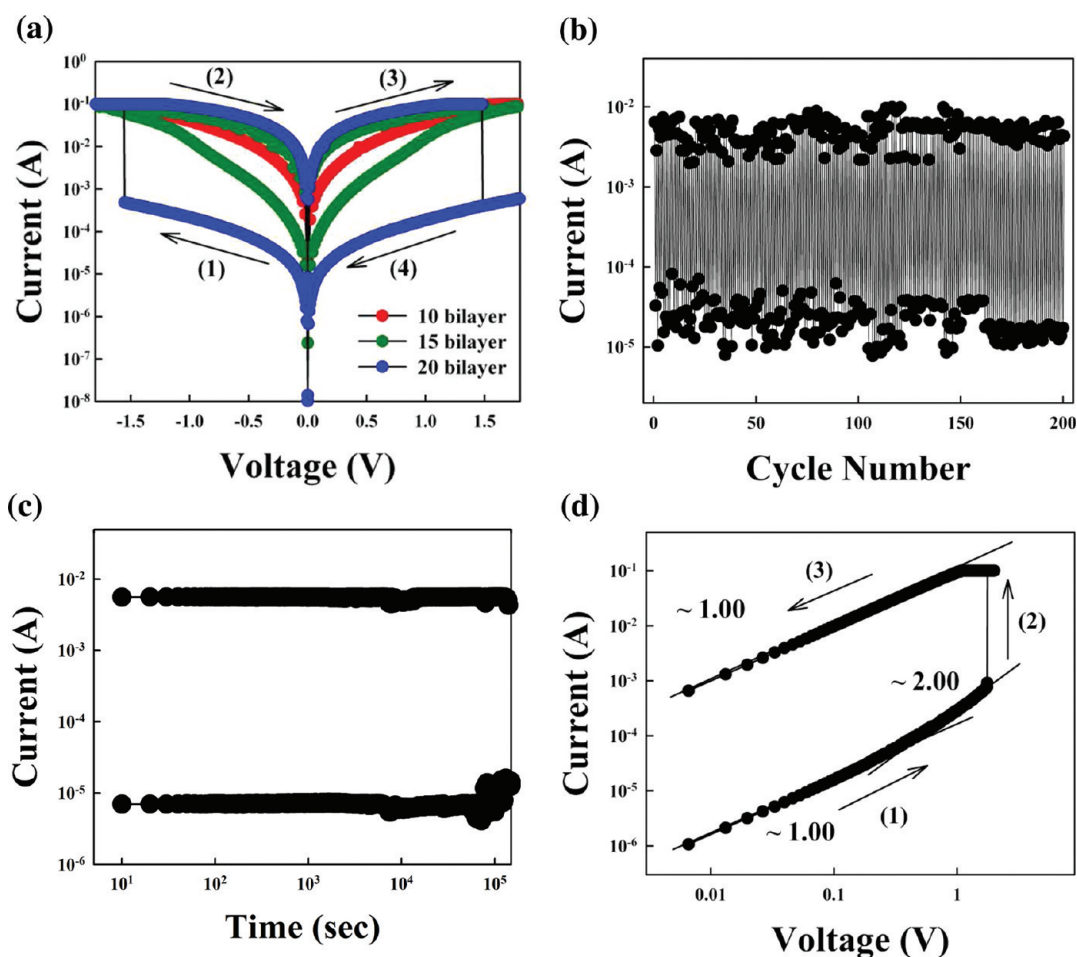 (a)
Current (A)
10⁰
10⁻¹
10⁻²
10⁻³
10⁻⁴
10⁻⁵
10⁻⁶
10⁻⁷
10⁻⁸
(2)
(3)
(1)
(4)
10 bilayer
15 bilayer
20 bilayer
-1.5 -1.0 -0.5 0.0 0.5 1.0 1.5
Voltage (V)
(b)
Current (A)
10⁻²
10⁻³
10⁻⁴
10⁻⁵
0 50 100 150 200
Cycle Number
(c)
Current (A)
10⁻²
10⁻³
10⁻⁴
10⁻⁵
10⁻⁶
10¹ 10² 10³ 10⁴ 10⁵
Time (sec)
(d)
Current (A)
10⁻¹
10⁻²
10⁻³
10⁻⁴
10⁻⁵
10⁻⁶
(3)
~ 1.00
(2)
~ 2.00
(1)
~ 1.00
0.01 0.1 1
Voltage (V)